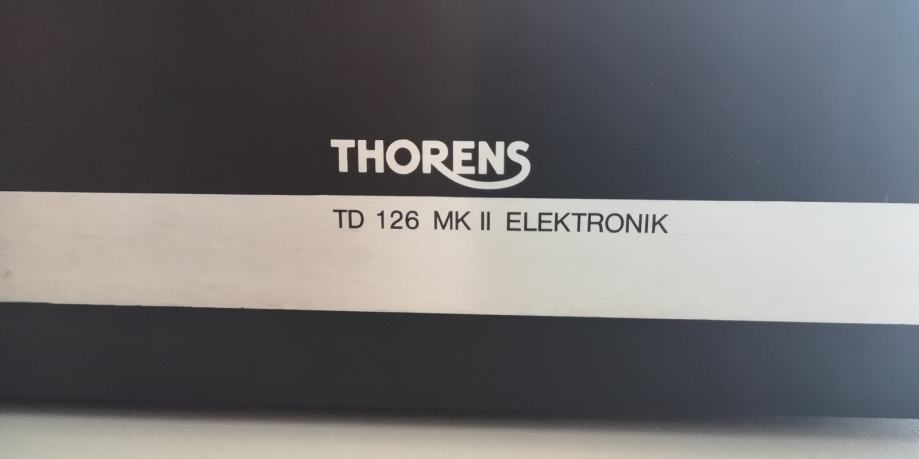 THORENS
TD 126 MK II ELEKTRONIK